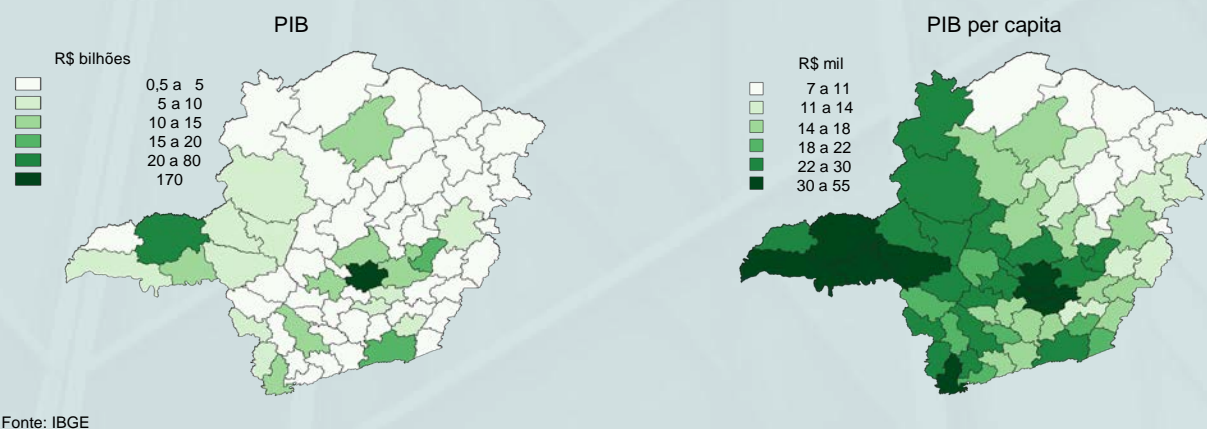 PIB
R$ bilhões
0,5 a 5
5 a 10
10 a 15
15 a 20
20 a 80
170
PIB per capita
R$ mil
7 a 11
11 a 14
14 a 18
18 a 22
22 a 30
30 a 55
Fonte: IBGE